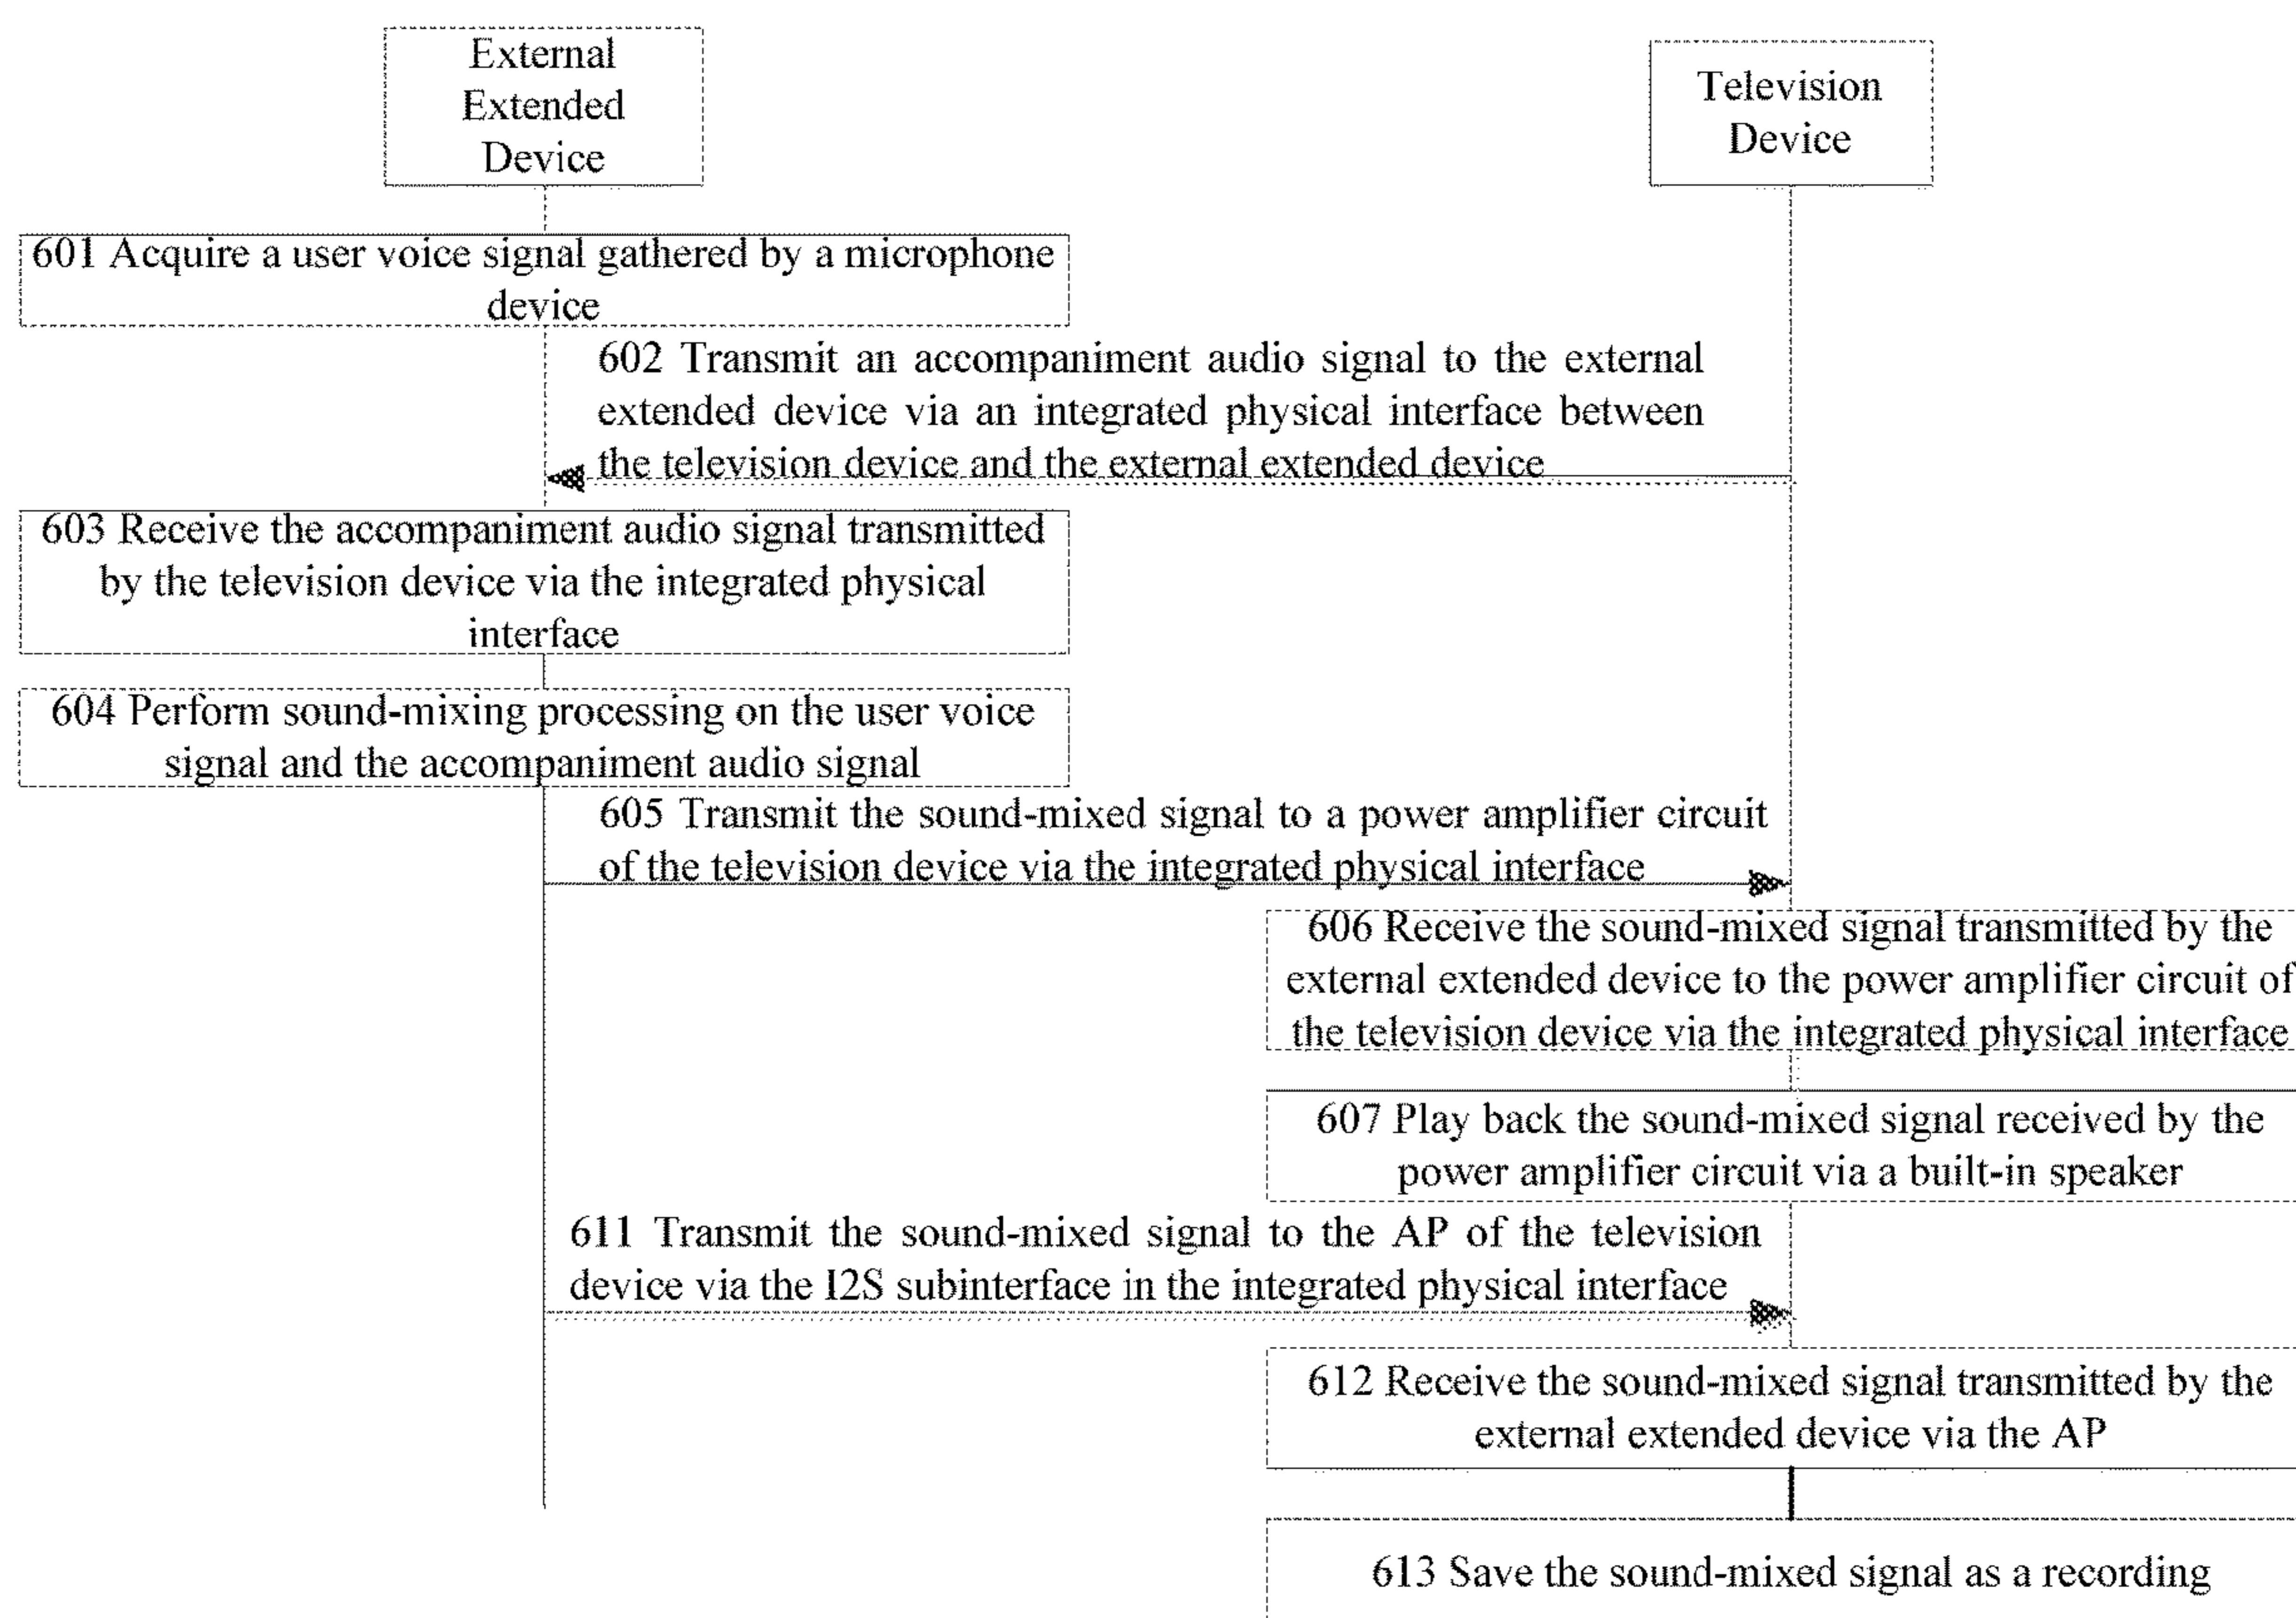 External
Extended
Device
Television
Device
601 Acquire a user voice signal gathered by a microphone
device
602 Transmit an accompaniment audio signal to the external
extended device via an integrated physical interface between
the television device and the external extended device
603 Receive the accompaniment audio signal transmitted
by the television device via the integrated physical
interface
604 Perform sound-mixing processing on the user voice
signal and the accompaniment audio signal
605 Transmit the sound-mixed signal to a power amplifier circuit
of the television device via the integrated physical interface
606 Receive the sound-mixed signal transmitted by the
external extended device to the power amplifier circuit of
the television device via the integrated physical interface
607 Play back the sound-mixed signal received by the
power amplifier circuit via a built-in speaker
611 Transmit the sound-mixed signal to the AP of the television
device via the I2S subinterface in the integrated physical interface
612 Receive the sound-mixed signal transmitted by the
external extended device via the AP
613 Save the sound-mixed signal as a recording